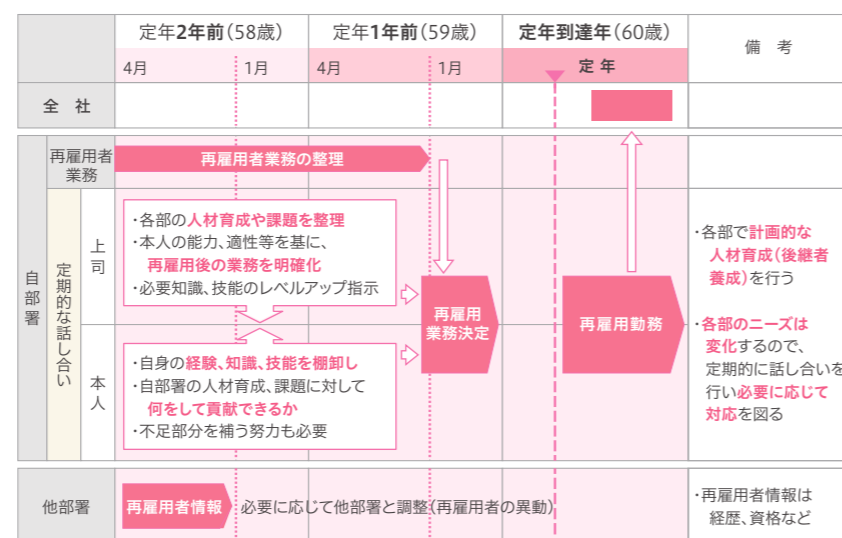 定年2年前(58歳)
定年1年前(59歳)
定年到達年(60歳)
備 考
4月
1月
4月
1月
定 年
全 社
自部署
再雇用者
業務
再雇用者業務の整理
定期的な話し合い
上司
・各部の人材育成や課題を整理
・本人の能力、適性等を基に、
再雇用後の業務を明確化
・必要知識、技能のレベルアップ指示
本人
・自身の経験、知識、技能を棚卸し
・自部署の人材育成、課題に対して
何をして貢献できるか
・不足部分を補う努力も必要
再雇用
業務決定
再雇用勤務
・各部で計画的な
人材育成(後継者
養成)を行う
・各部のニーズは
変化するので、
定期的に話し合いを
行い必要に応じて
対応を図る
他部署
再雇用者情報
必要に応じて他部署と調整(再雇用者の異動)
・再雇用者情報は
経歴、資格など